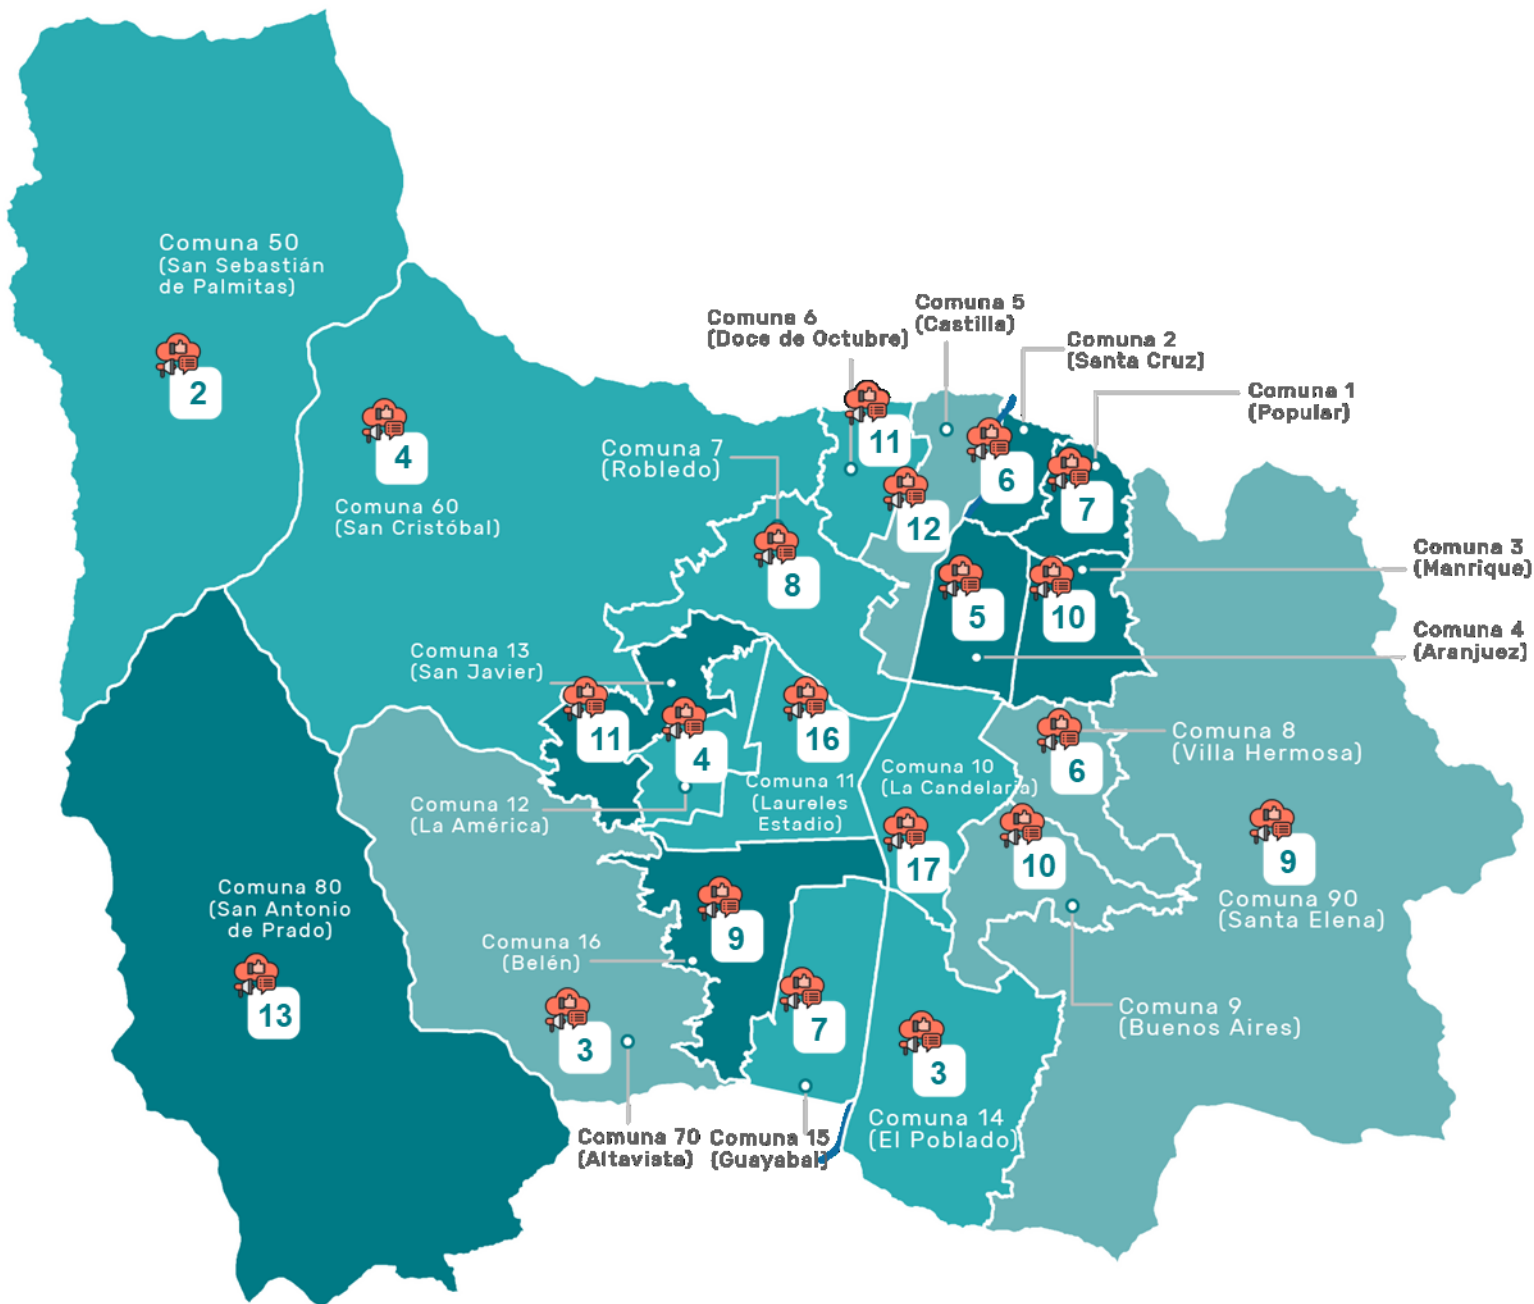 Comuna 50
(San Sebastián
de Palmitas)
2
4
Comuna 60
(San Cristóbal)
Comuna 6
(Doce de Octubre)
Comuna 5
(Castilla)
Comuna 2
(Santa Cruz)
Comuna 1
(Popular)
11
6
7
12
Comuna 7
(Robledo)
8
5
10
Comuna 3
(Manrique)
Comuna 4
(Aranjuez)
Comuna 13
(San Javier)
11
4
16
Comuna 11
(Laureles
Estadio)
Comuna 10
(La Candelaria)
17
6
Comuna 8
(Villa Hermosa)
10
9
Comuna 90
(Santa Elena)
Comuna 12
(La América)
Comuna 80
(San Antonio
de Prado)
13
Comuna 16
(Belén)
9
3
7
3
Comuna 9
(Buenos Aires)
Comuna 14
(El Poblado)
Comuna 70
(Altavista)
Comuna 15
(Guayabal)